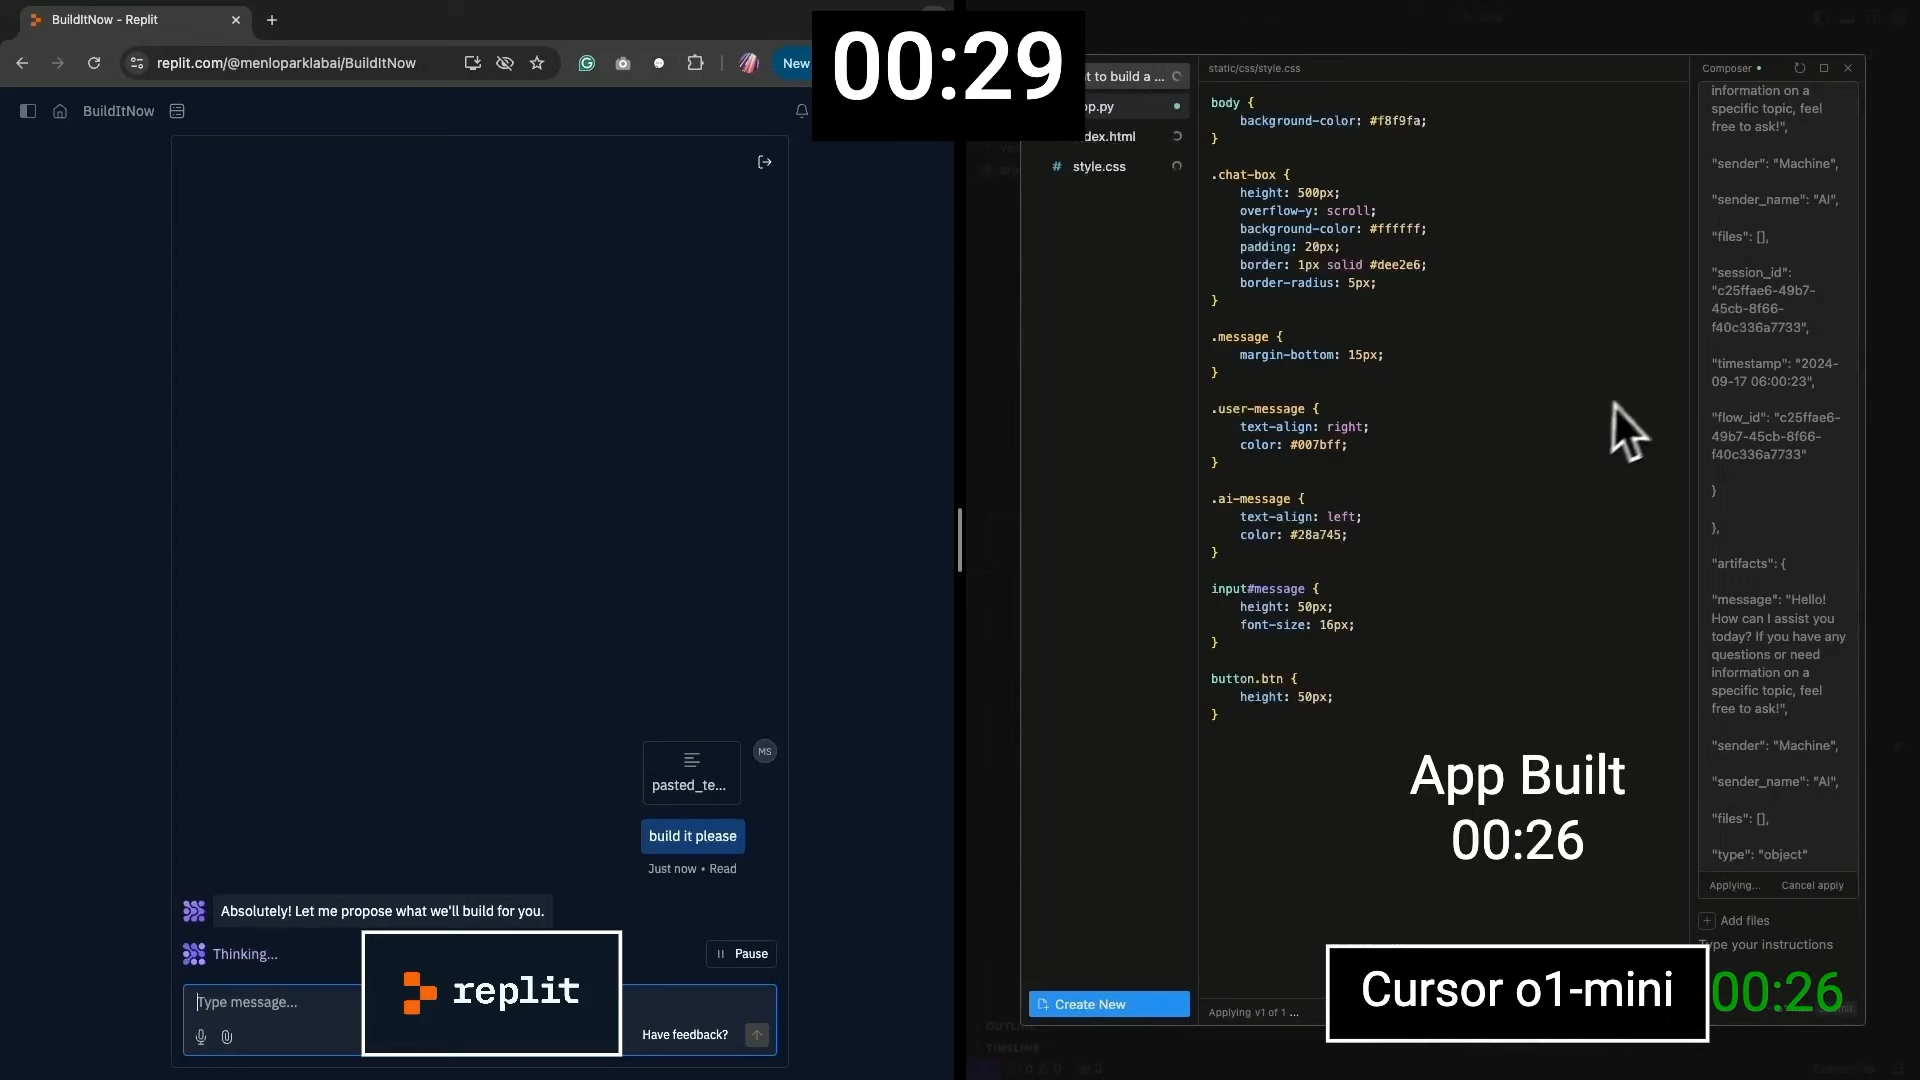 BuildItNow - Replit
replit.com/@menloparklabai/BuildItNow
New
00:29
BuildItNow
pasted_te...
MS
build it please
Just now • Read
Absolutely! Let me propose what we'll build for you.
Thinking...
Pause
Type message...
Have feedback?
replit
t to build a ...
pp.py
dex.html
# style.css
Create New
static/css/style.css
body {
background-color: #f8f9fa;
}
.chat-box {
height: 500px;
overflow-y: scroll;
background-color: #ffffff;
padding: 20px;
border: 1px solid #dee2e6;
border-radius: 5px;
}
.message {
margin-bottom: 15px;
}
.user-message {
text-align: right;
color: #007bff;
}
.ai-message {
text-align: left;
color: #28a745;
}
input#message {
height: 50px;
font-size: 16px;
}
button.btn {
height: 50px;
}
App Built
00:26
Applying v1 of 1 ...
Cursor o1-mini
00:26
Composer
information on a
specific topic, feel
free to ask!",
"sender": "Machine",
"sender_name": "AI",
"files": [],
"session_id":
"c25ffae6-49b7-
45cb-8f66-
f40c336a7733",
"timestamp": "2024-
09-17 06:00:23",
"flow_id": "c25ffae6-
49b7-45cb-8f66-
f40c336a7733"
}
},
"artifacts": {
"message": "Hello!
How can I assist you
today? If you have any
questions or need
information on a
specific topic, feel
free to ask!",
"sender": "Machine",
"sender_name": "AI",
"files": [],
"type": "object"
Applying... Cancel apply
+ Add files
Type your instructions
TIMELINE